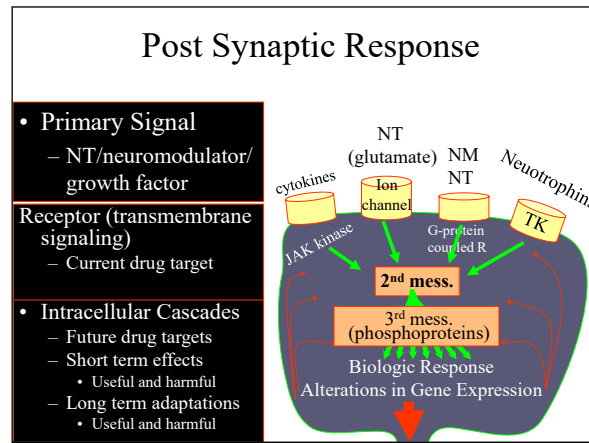 Post Synaptic Response
• Primary Signal
– NT/neuromodulator/
growth factor
Receptor (transmembrane
signaling)
– Current drug target
• Intracellular Cascades
– Future drug targets
– Short term effects
• Useful and harmful
– Long term adaptations
• Useful and harmful
cytokines
NT
(glutamate)
NM
NT
Neuotrophins
Ion
channel
TK
JAK kinase
G-protein
coupled R
2nd mess.
3rd mess.
(phosphoproteins)
Biologic Response
Alterations in Gene Expression